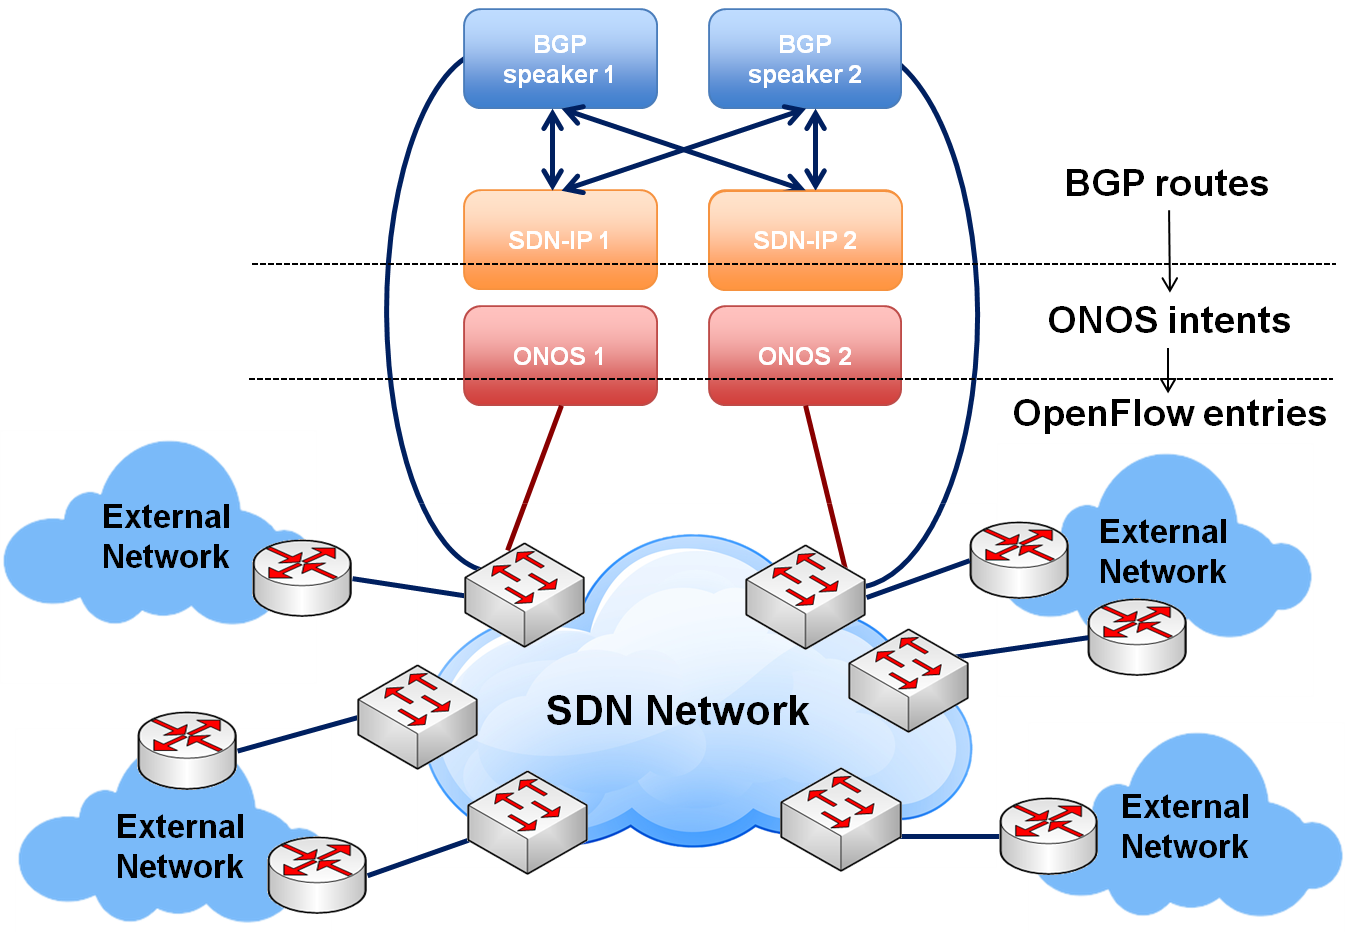 BGP
speaker 1
BGP
speaker 2
BGP routes
SDN-IP 1
SDN-IP 2
ONOS intents
ONOS 1
ONOS 2
OpenFlow entries
External
Network
External
Network
SDN Network
External
Network
External
Network